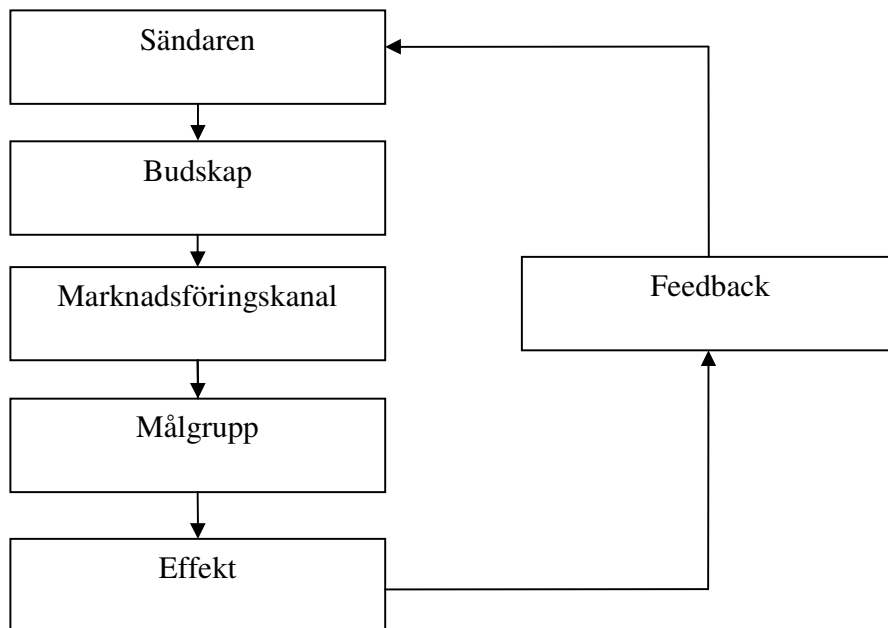 Sändaren
Budskap
Marknadsföringskanal
Målgrupp
Effekt
Feedback